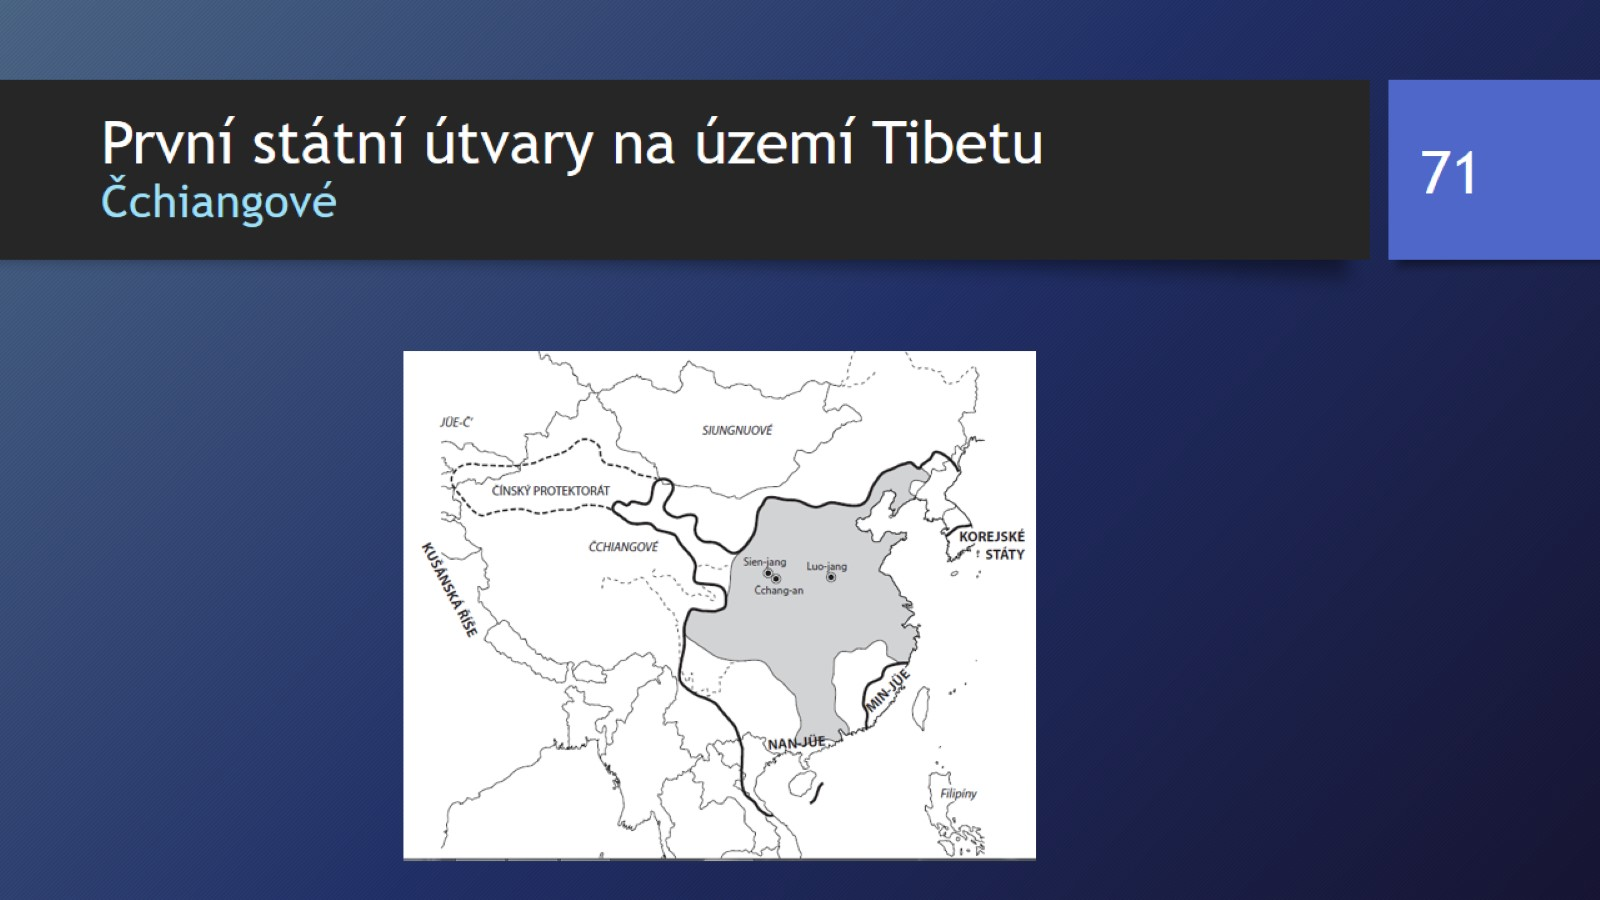 První státní útvary na území Tibetu
Čchiangové
71
JÜE-Č'
SIUNGNUOVÉ
ČÍNSKÝ PROTEKTORÁT
KOREJSKÉ
STÁTY
ČCHIANGOVÉ
KUŠÁNSKÁ ŘÍŠE
Sien-jang
Luo-jang
Čchang-an
MIN-JÜE
NAN-JÜE
Filipíny